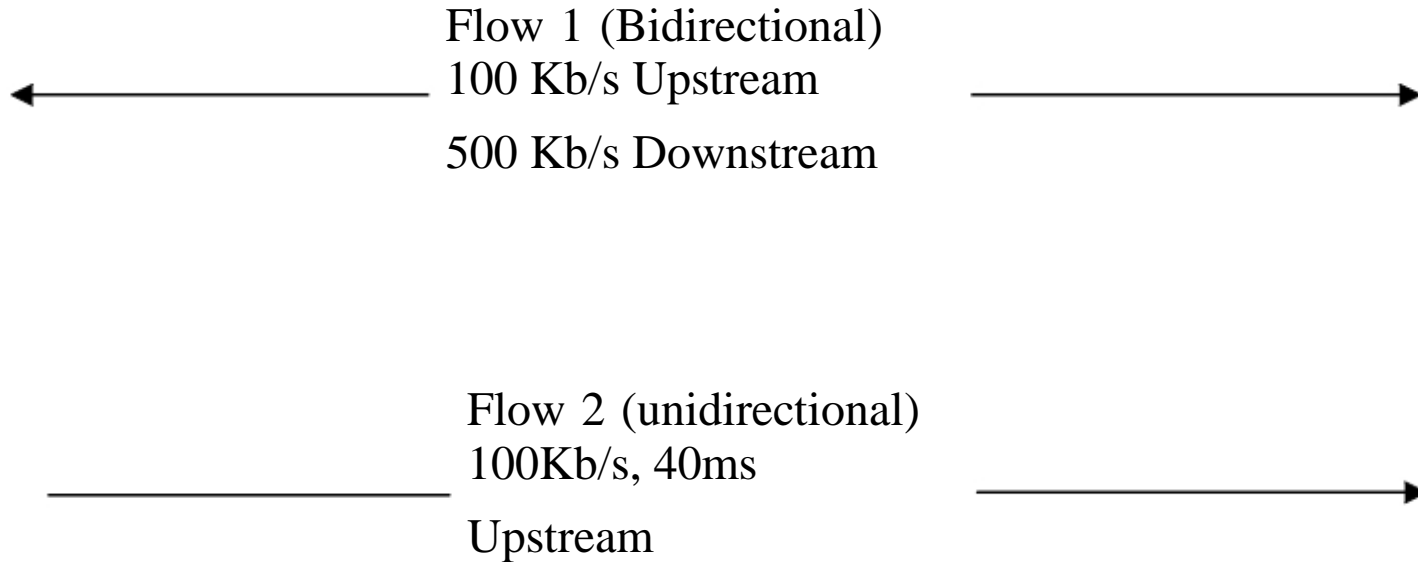 Flow 1 (Bidirectional)
100 Kb/s Upstream
500 Kb/s Downstream
Flow 2 (unidirectional)
100Kb/s, 40ms
Upstream